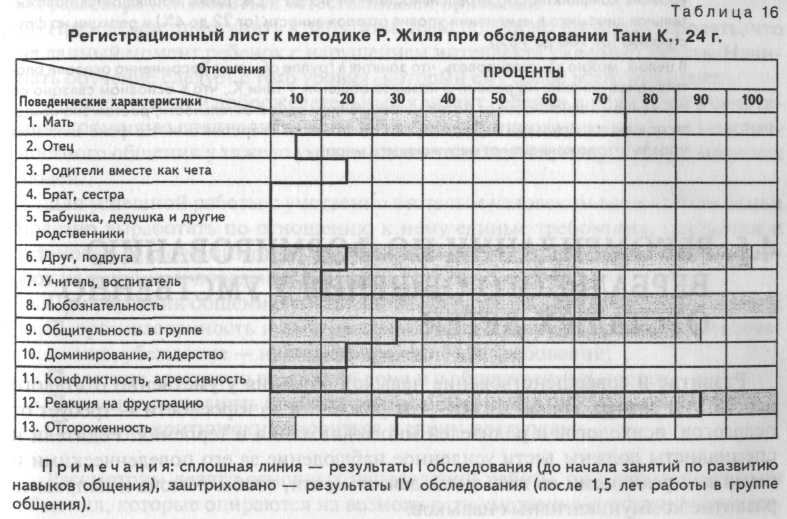 Таблица 16
Регистрационный лист к методике Р. Жиля при обследовании Тани К., 24 г.
Отношения
ПРОЦЕНТЫ
Поведенческие характеристики
10 20 30 40 50 60 70 80 90 100
1. Мать
2. Отец
3. Родители вместе как чета
4. Брат, сестра
5. Бабушка, дедушка и другие
родственники
6. Друг, подруга
7. Учитель, воспитатель
8. Любознательность
9. Общительность в группе
10. Доминирование, лидерство
11. Конфликтность, агрессивность
12. Реакция на фрустрацию
13. Отгороженность
Примечания: сплошная линия — результаты I обследования (до начала занятий по развитию
навыков общения), заштриховано — результаты IV обследования (после 1,5 лет работы в группе
общения).